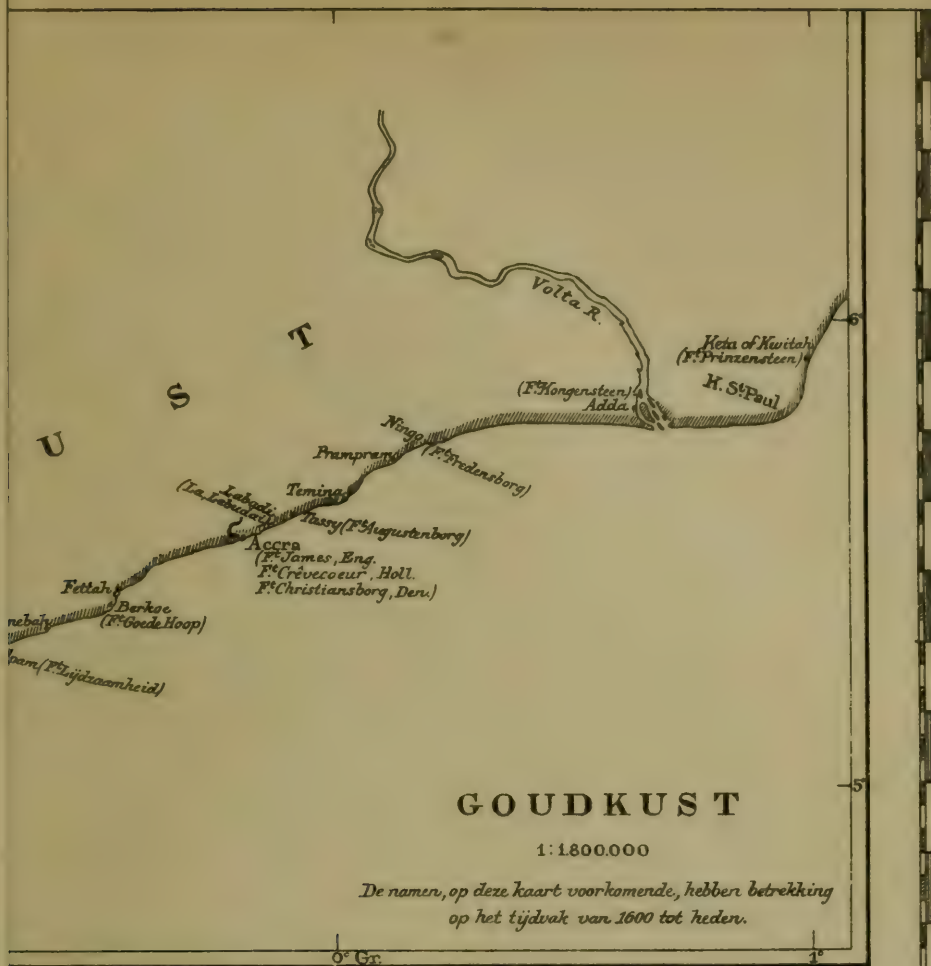 U S T
Volta R.
6°
Keta of Kwitah
(Ft Prinzensteen)
K. St Paul
(Ft Kongensteen)
Adda
Ningo
(Ft Fredensborg)
Prampram
Temina
Labadi
(La, Labudai)
Tassy (Ft Augustenborg)
Accra
(Ft James, Eng.
Ft Crêvecoeur, Holl.
Ft Christiansborg, Den.)
Fettah
Berkoe
(Ft Goede Hoop)
(Ft Lijdzaamheid)
5°
GOUDKUST
1:1.800.000
De namen, op deze kaart voorkomende, hebben betrekking
op het tijdvak van 1600 tot heden.
0° Gr.
1°